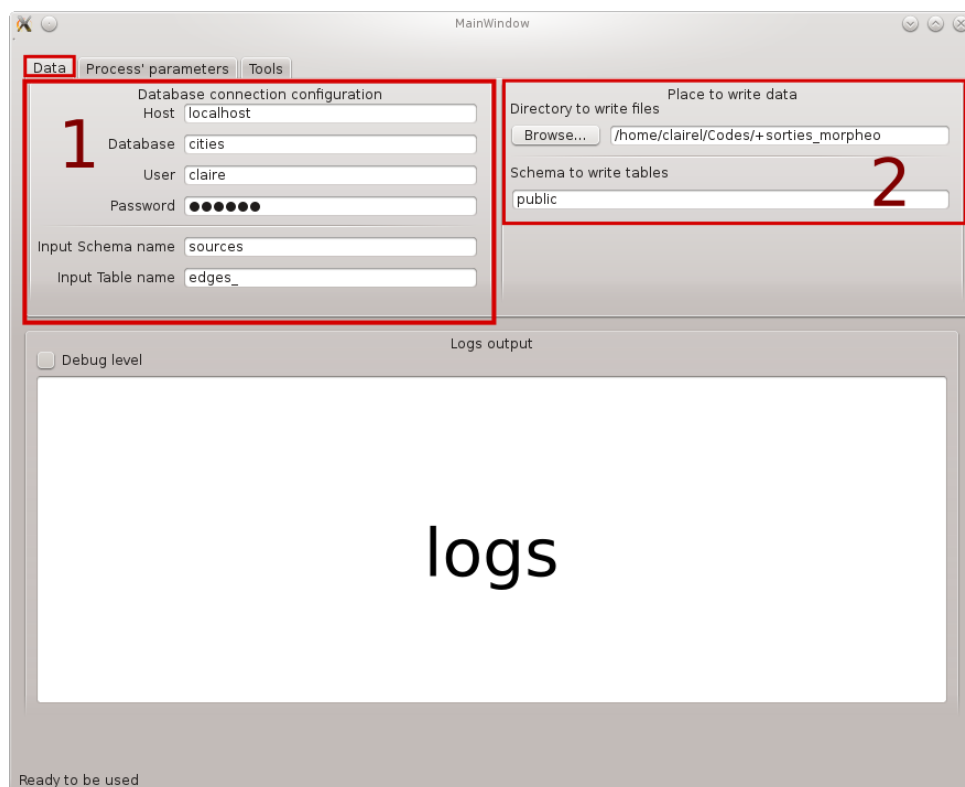 MainWindow
Data Process' parameters Tools
Database connection configuration
Host localhost
Database cities
User claire
Password ●●●●●●
Input Schema name sources
Input Table name edges_
1
Place to write data
Directory to write files
Browse... /home/clairel/Codes/+sorties_morpheo
Schema to write tables
public
2
Logs output
Debug level
logs
Ready to be used